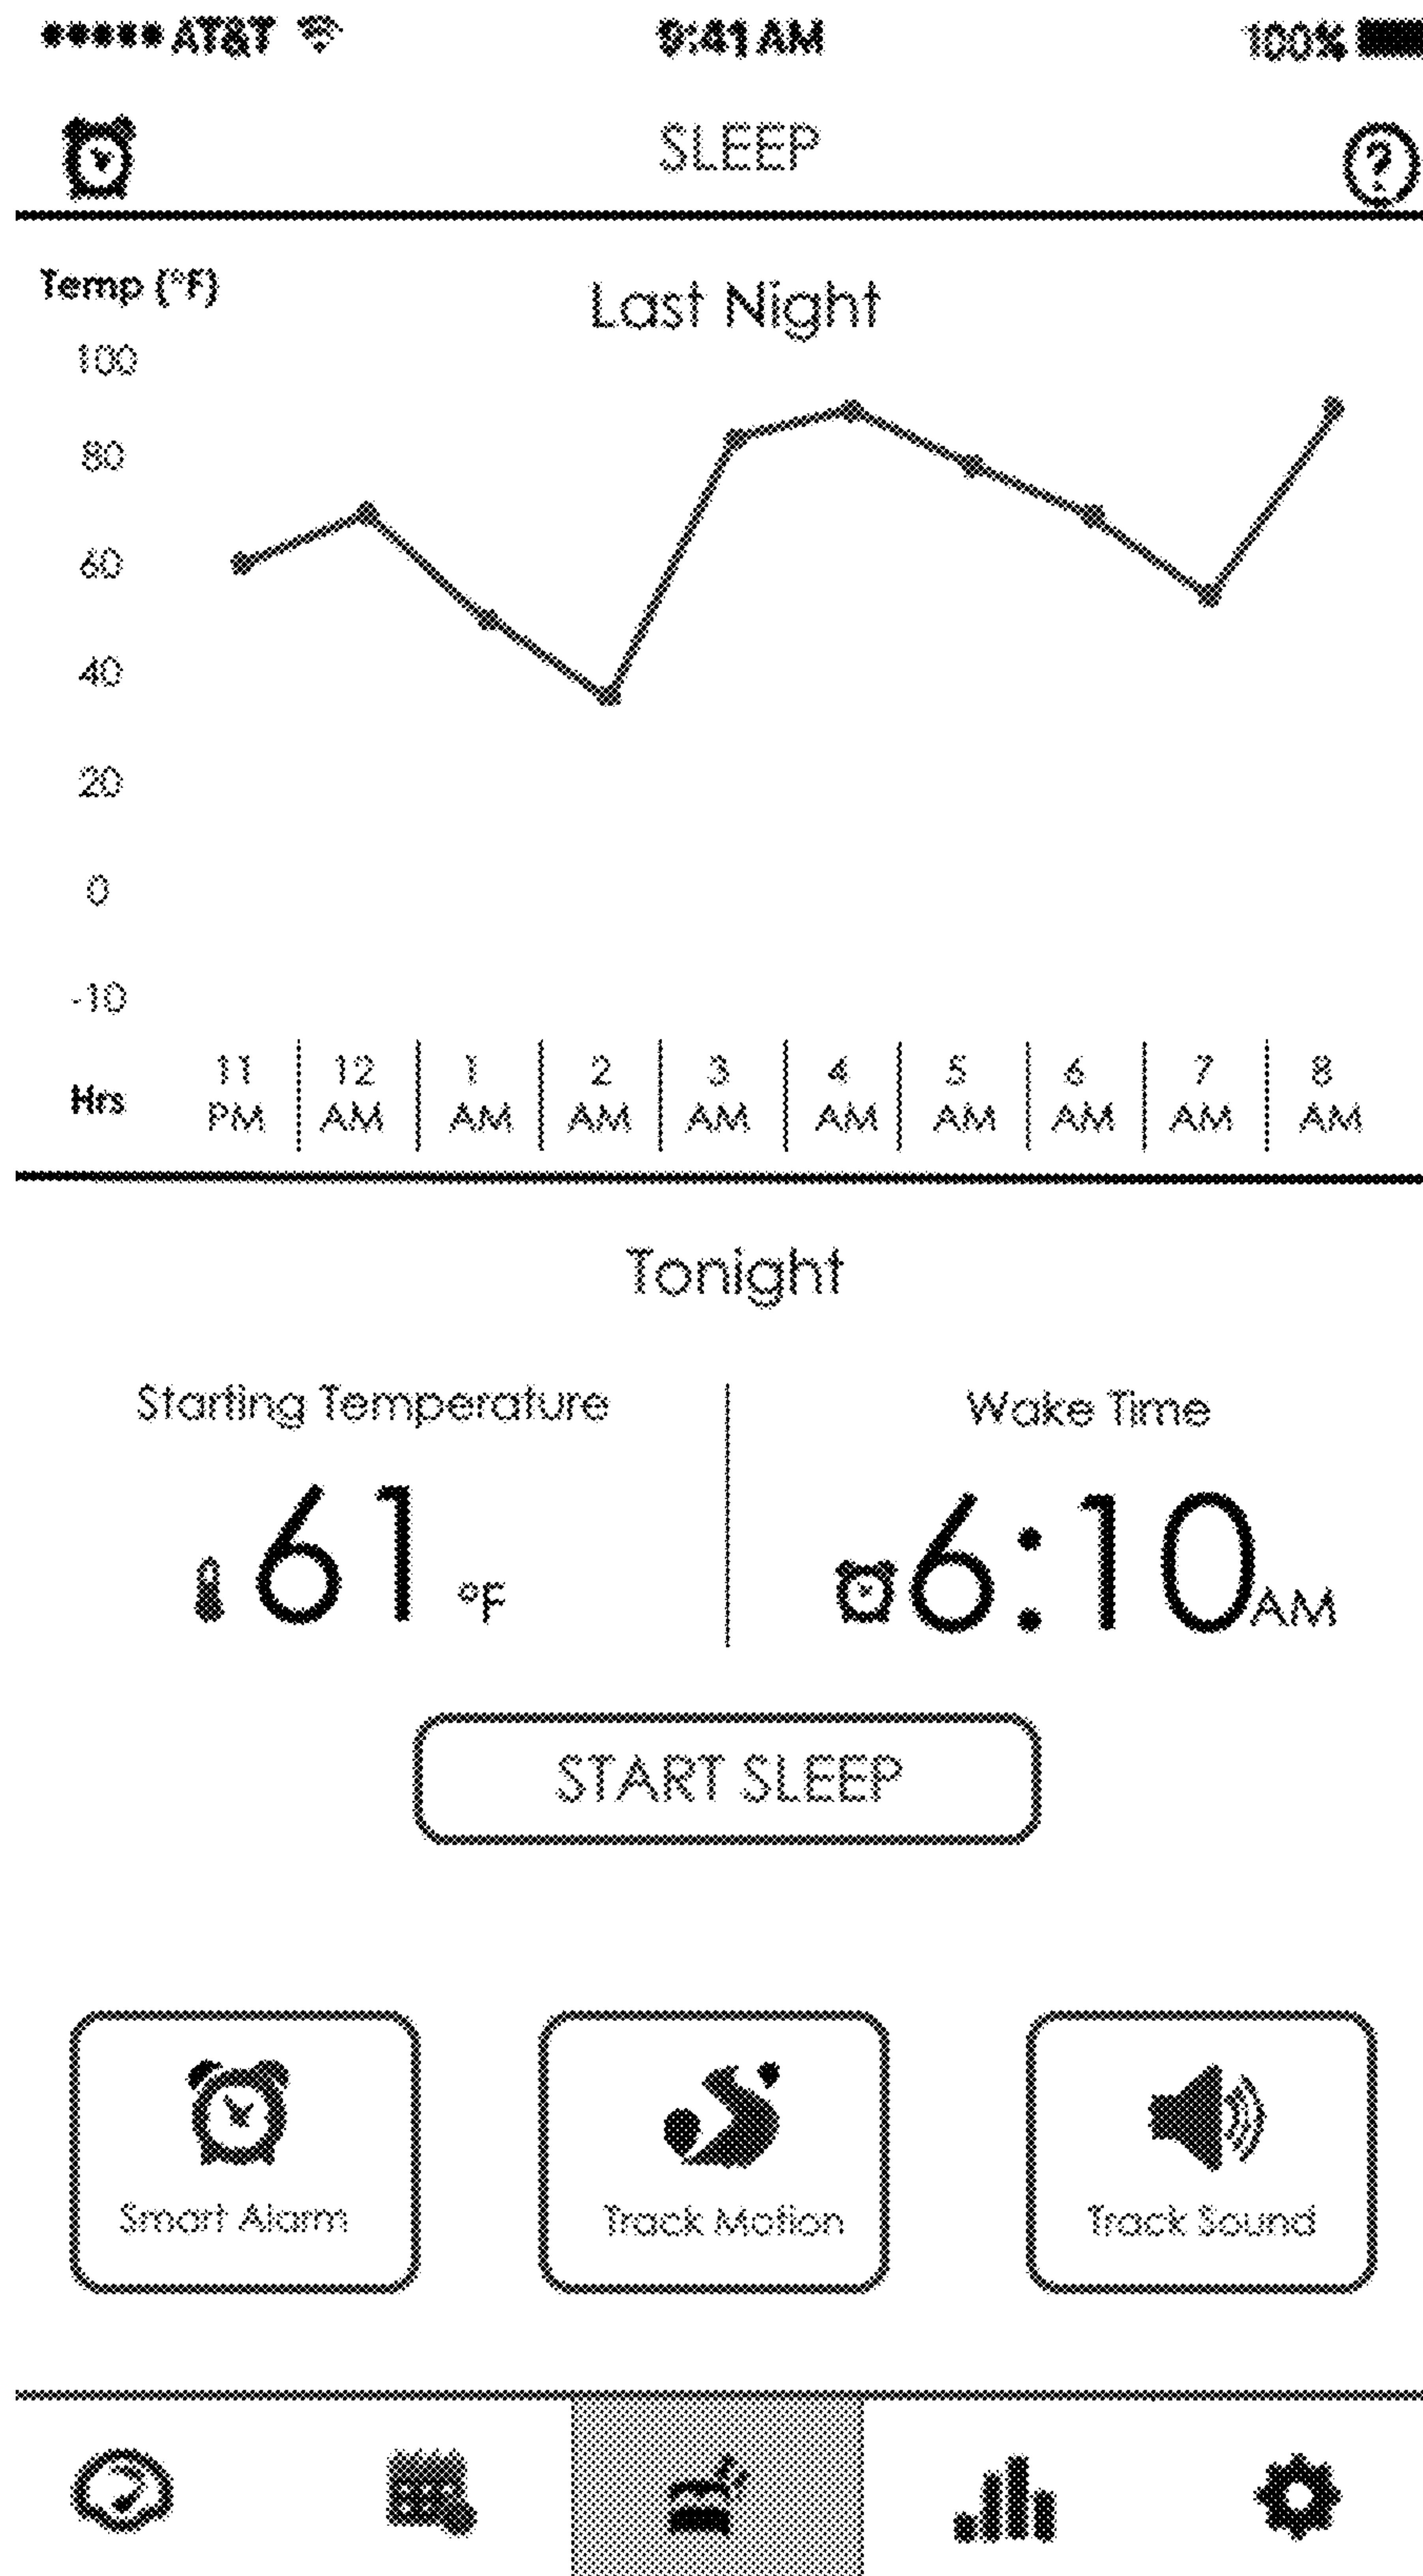 AT&T 9:41 AM 100%
SLEEP
Temp (°F)
Last Night
100
80
60
40
20
0
-10
Hrs
11 PM 12 AM 1 AM 2 AM 3 AM 4 AM 5 AM 6 AM 7 AM 8 AM
Tonight
Starting Temperature
Wake Time
61 °F
6:10 AM
START SLEEP
Smart Alarm
Track Motion
Track Sound